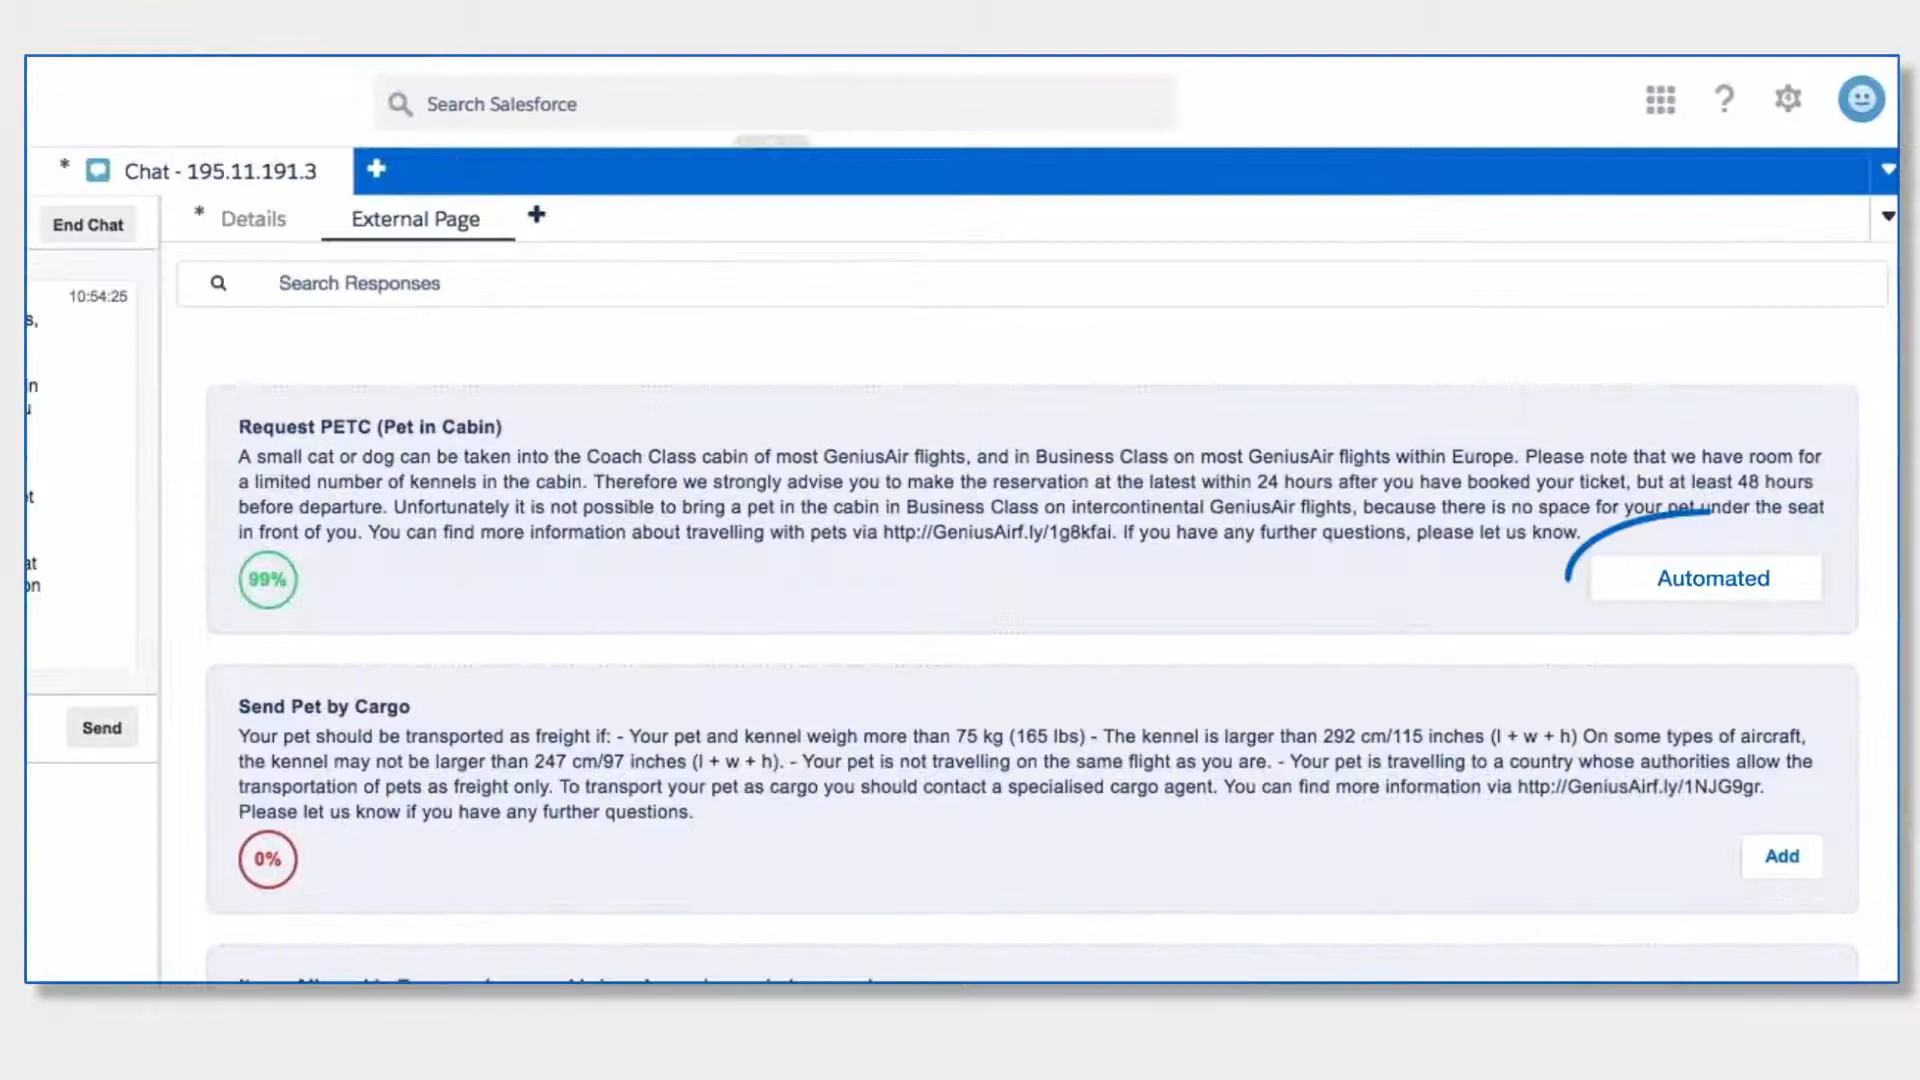 Search Salesforce
* Chat - 195.11.191.3 +
End Chat
* Details External Page +
Search Responses
10:54:25
s,
in
at
on
Request PETC (Pet in Cabin)
A small cat or dog can be taken into the Coach Class cabin of most GeniusAir flights, and in Business Class on most GeniusAir flights within Europe. Please note that we have room for
a limited number of kennels in the cabin. Therefore we strongly advise you to make the reservation at the latest within 24 hours after you have booked your ticket, but at least 48 hours
before departure. Unfortunately it is not possible to bring a pet in the cabin in Business Class on intercontinental GeniusAir flights, because there is no space for your pet under the seat
in front of you. You can find more information about travelling with pets via http://GeniusAirf.ly/1g8kfai. If you have any further questions, please let us know.
99%
Automated
Send Pet by Cargo
Your pet should be transported as freight if: - Your pet and kennel weigh more than 75 kg (165 lbs) - The kennel is larger than 292 cm/115 inches (l + w + h) On some types of aircraft,
the kennel may not be larger than 247 cm/97 inches (l + w + h). - Your pet is not travelling on the same flight as you are. - Your pet is travelling to a country whose authorities allow the
transportation of pets as freight only. To transport your pet as cargo you should contact a specialised cargo agent. You can find more information via http://GeniusAirf.ly/1NJG9gr.
Please let us know if you have any further questions.
0%
Add
Send